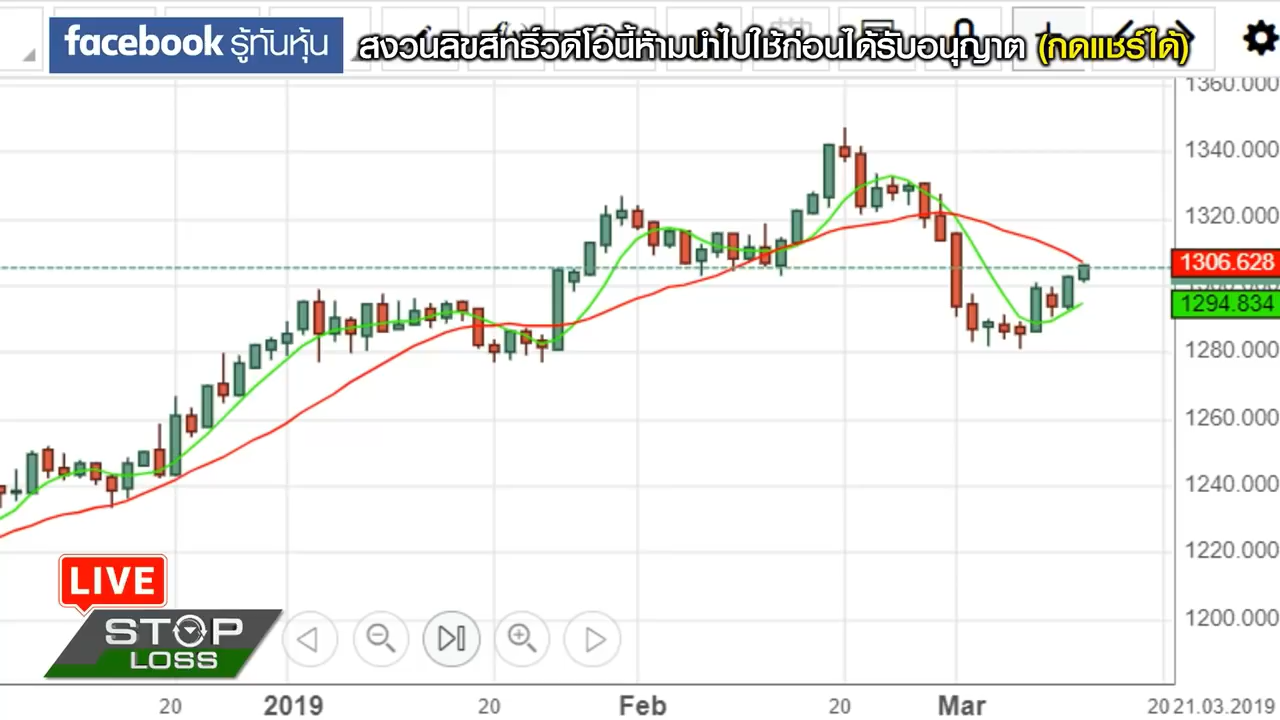 facebook รู้ทันหุ้น
สงวนลิขสิทธิ์วิดีโอนี้ห้ามนำไปใช้ก่อนได้รับอนุญาต (กดแชร์ได้)
1360.000
1340.000
1320.000
1306.628
1294.834
1280.000
1260.000
1240.000
1220.000
1200.000
LIVE
STOP
LOSS
20 2019 20 Feb 20 Mar 20 21.03.2019